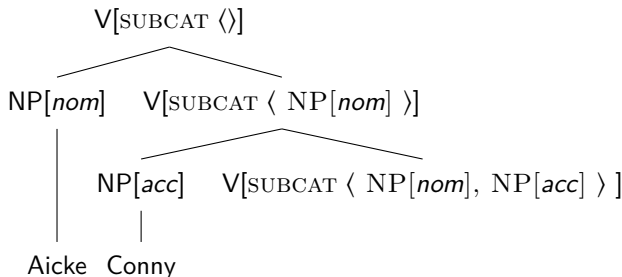 V[SUBCAT ⟨⟩]
NP[nom] V[SUBCAT ⟨ NP[nom] ⟩]
NP[acc] V[SUBCAT ⟨ NP[nom], NP[acc] ⟩ ]
Aicke Conny